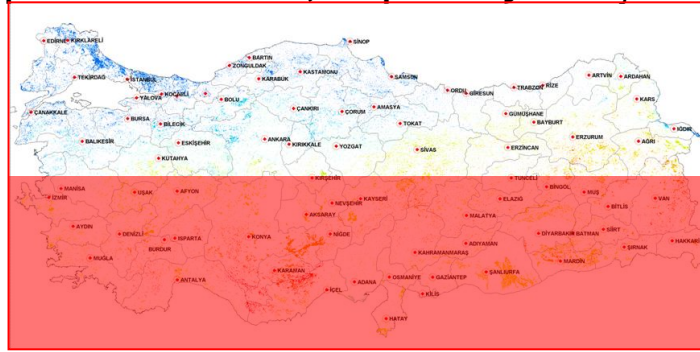 SİNOP
EDİRNE KIRKLARELİ
BARTIN
ZONGULDAK
KASTAMONU
TEKİRDAĞ İSTANBUL KARABÜK SAMSUN ARTVİN ARDAHAN
KOCAELİ ORDU GİRESUN TRABZON RİZE
YALOVA BOLU KARS
ÇANAKKALE ÇANKIRI ÇORUM AMASYA GÜMÜŞHANE
BURSA BİLECİK TOKAT BAYBURT IĞDIR
BALIKESİR ESKİŞEHİR ANKARA KIRIKKALE YOZGAT SİVAS ERZİNCAN ERZURUM AĞRI
KÜTAHYA
KIRŞEHİR TUNCELİ
MANİSA UŞAK AFYON BİNGÖL MUŞ
İZMİR NEVŞEHİR KAYSERİ ELAZIĞ VAN
AKSARAY MALATYA BİTLİS
AYDIN DENİZLİ ISPARTA KONYA NİĞDE DİYARBAKIR BATMAN SİİRT
BURDUR ADIYAMAN ŞIRNAK HAKKARİ
MUĞLA KAHRAMANMARAŞ MARDİN
ANTALYA KARAMAN İÇEL ADANA OSMANİYE GAZİANTEP ŞANLIURFA
KİLİS
HATAY